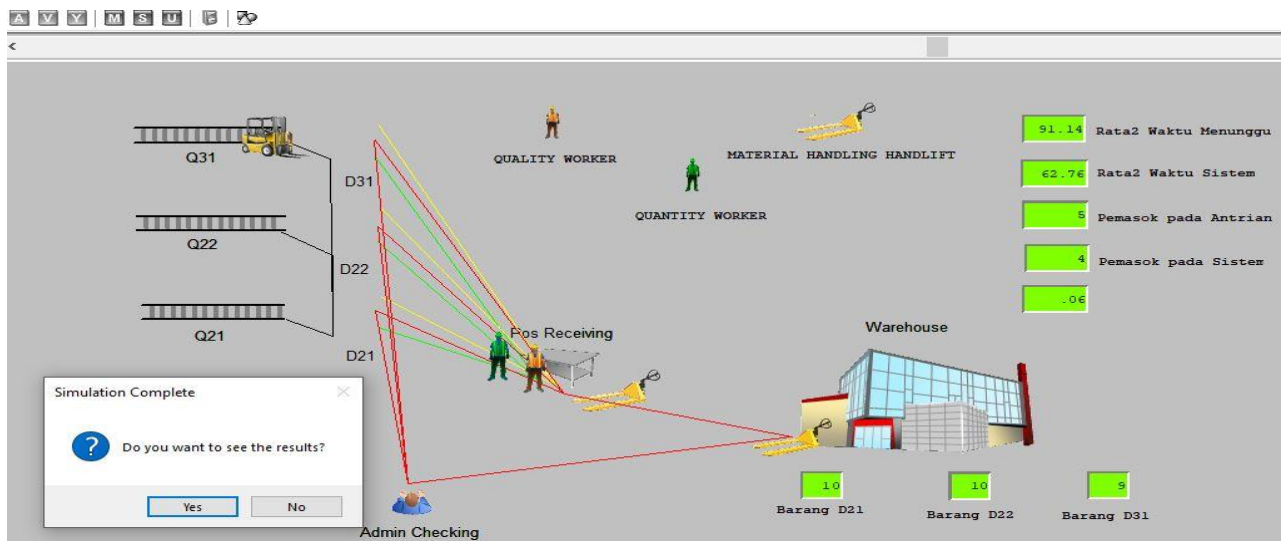 A V Y M S U
Q31
Q22
Q21
D31
D22
D21
QUALITY WORKER
QUANTITY WORKER
MATERIAL HANDLING HANDLIFT
91.14 Rata2 Waktu Menunggu
62.76 Rata2 Waktu Sistem
5 Pemasok pada Antrian
4 Pemasok pada Sistem
.06
Pos Receiving
Warehouse
Simulation Complete
?
Do you want to see the results?
Yes No
Admin Checking
10
Barang D21
10
Barang D22
9
Barang D31